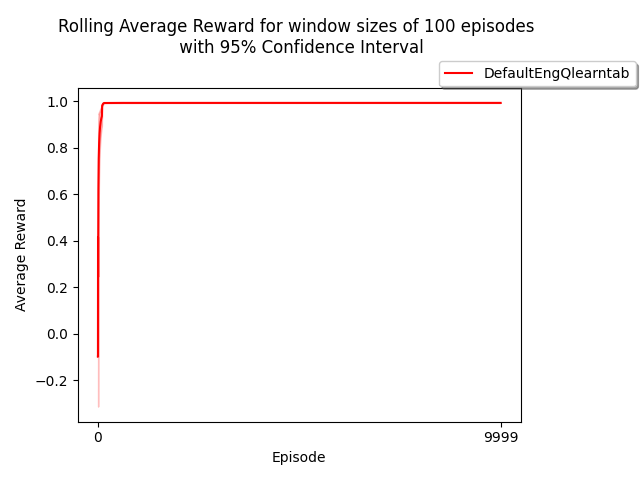 Rolling Average Reward for window sizes of 100 episodes
with 95% Confidence Interval
DefaultEngQlearntab
1.0
0.8
0.6
0.4
0.2
0.0
−0.2
Average Reward
0
9999
Episode